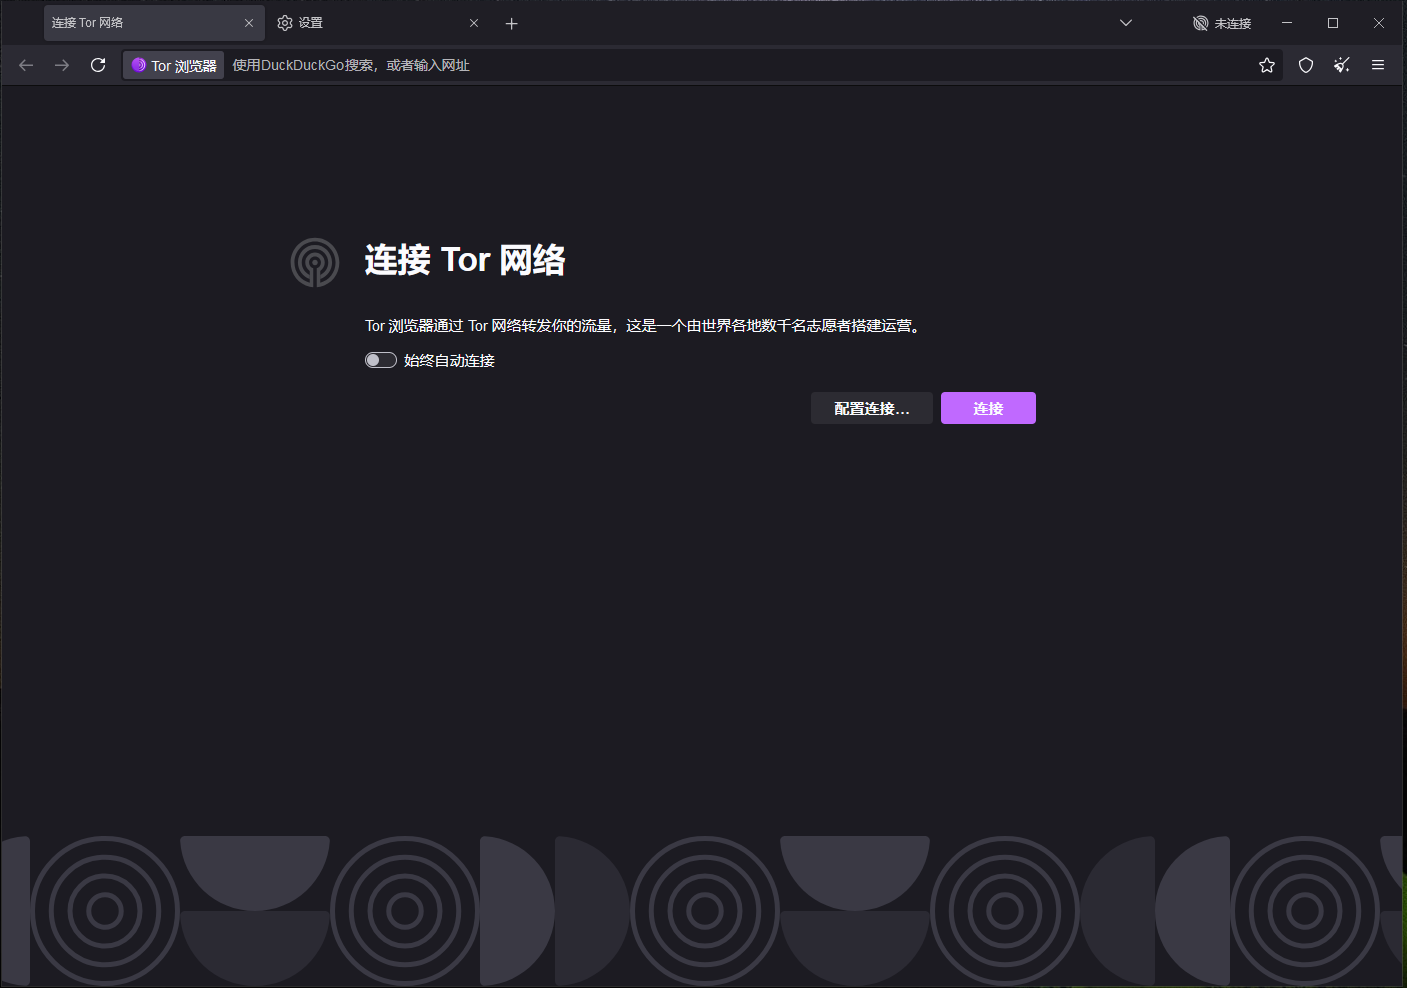 连接 Tor 网络
设置
未连接
Tor 浏览器
使用DuckDuckGo搜索，或者输入网址
连接 Tor 网络
Tor 浏览器通过 Tor 网络转发你的流量，这是一个由世界各地数千名志愿者搭建运营。
始终自动连接
配置连接…
连接